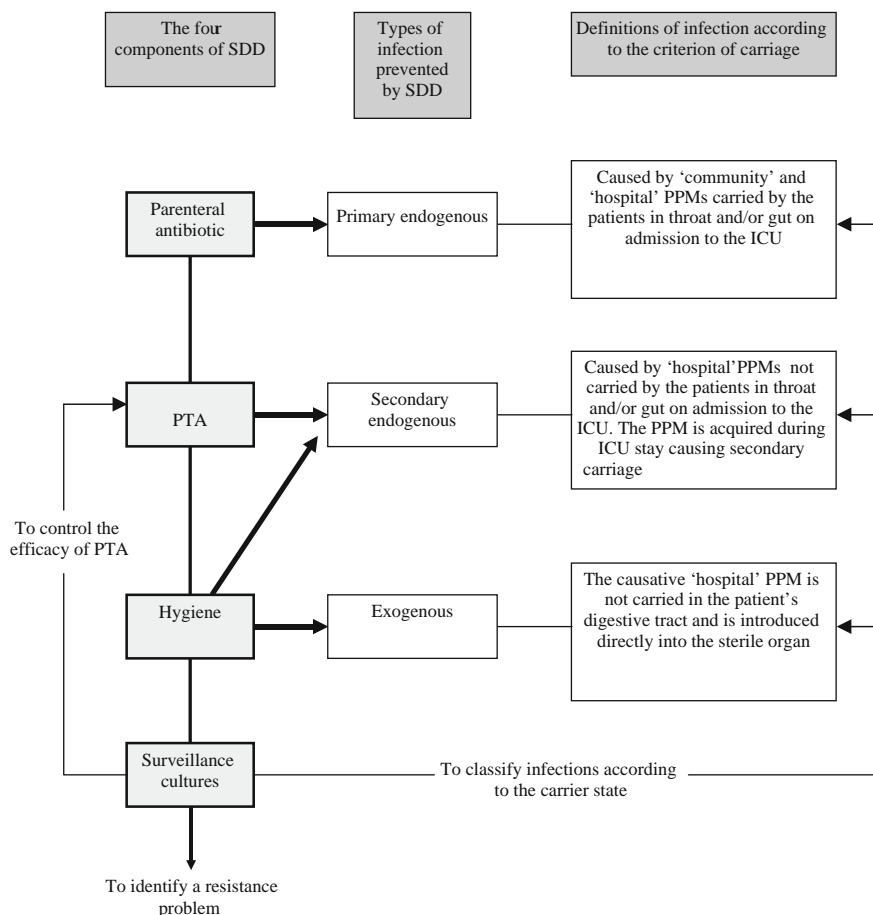 The four
components of SDD
Types of
infection
prevented
by SDD
Definitions of infection according
to the criterion of carriage
Parenteral
antibiotic
Primary endogenous
Caused by ‘community’ and
‘hospital’ PPMs carried by the
patients in throat and/or gut on
admission to the ICU
PTA
Secondary
endogenous
Caused by ‘hospital’PPMs not
carried by the patients in throat
and/or gut on admission to the
ICU. The PPM is acquired during
ICU stay causing secondary
carriage
To control the
efficacy of PTA
Hygiene
Exogenous
The causative ‘hospital’ PPM is
not carried in the patient’s
digestive tract and is introduced
directly into the sterile organ
Surveillance
cultures
To classify infections according
to the carrier state
To identify a resistance
problem